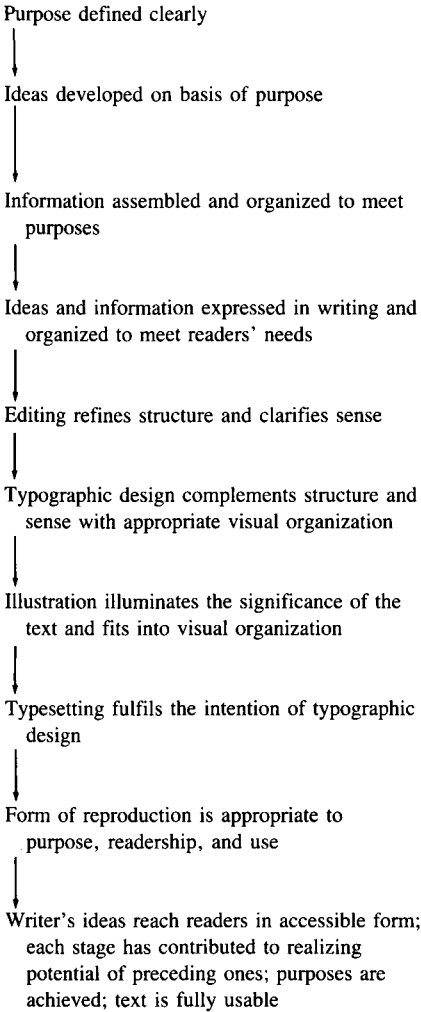 Purpose defined clearly
Ideas developed on basis of purpose
Information assembled and organized to meet
purposes
Ideas and information expressed in writing and
organized to meet readers' needs
Editing refines structure and clarifies sense
Typographic design complements structure and
sense with appropriate visual organization
Illustration illuminates the significance of the
text and fits into visual organization
Typesetting fulfils the intention of typographic
design
Form of reproduction is appropriate to
purpose, readership, and use
Writer's ideas reach readers in accessible form;
each stage has contributed to realizing
potential of preceding ones; purposes are
achieved; text is fully usable